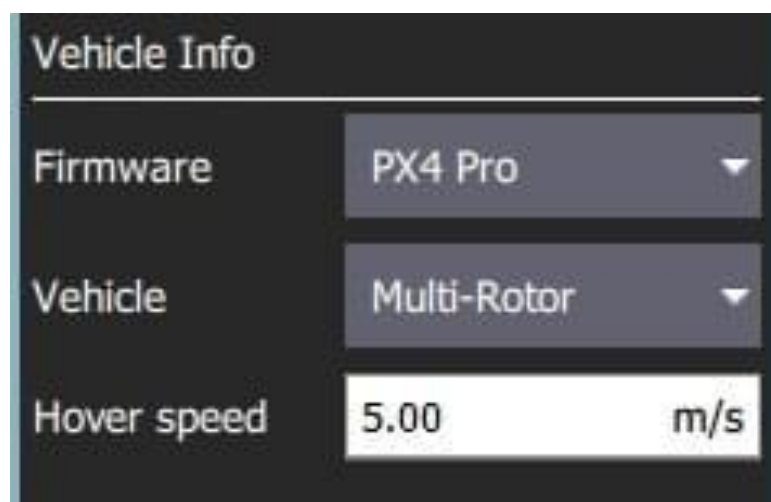 Vehicle Info
Firmware PX4 Pro
Vehicle Multi-Rotor
Hover speed 5.00 m/s